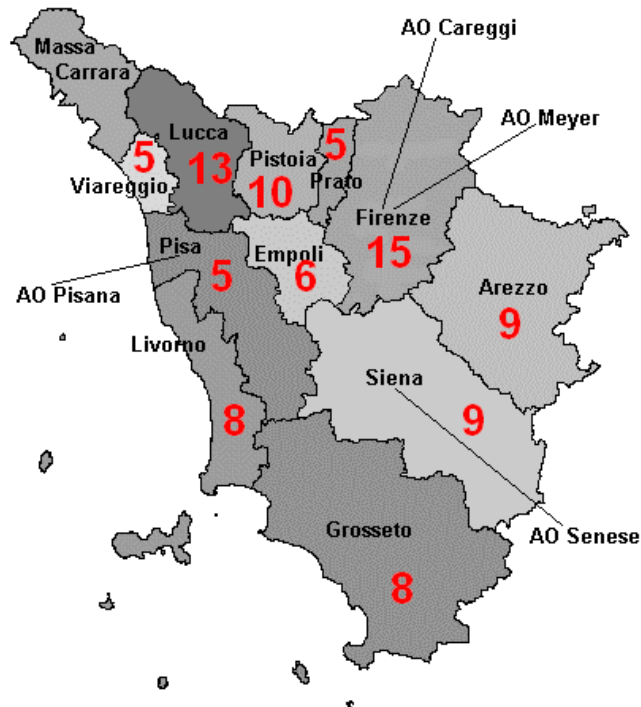 AO Careggi
Massa
Carrara
AO Meyer
Lucca
13
5
Pistoia
10
5
Prato
Viareggio
Firenze
15
Pisa
5
Empoli
6
AO Pisana
Arezzo
9
Livorno
8
Siena
9
Grosseto
8
AO Senese